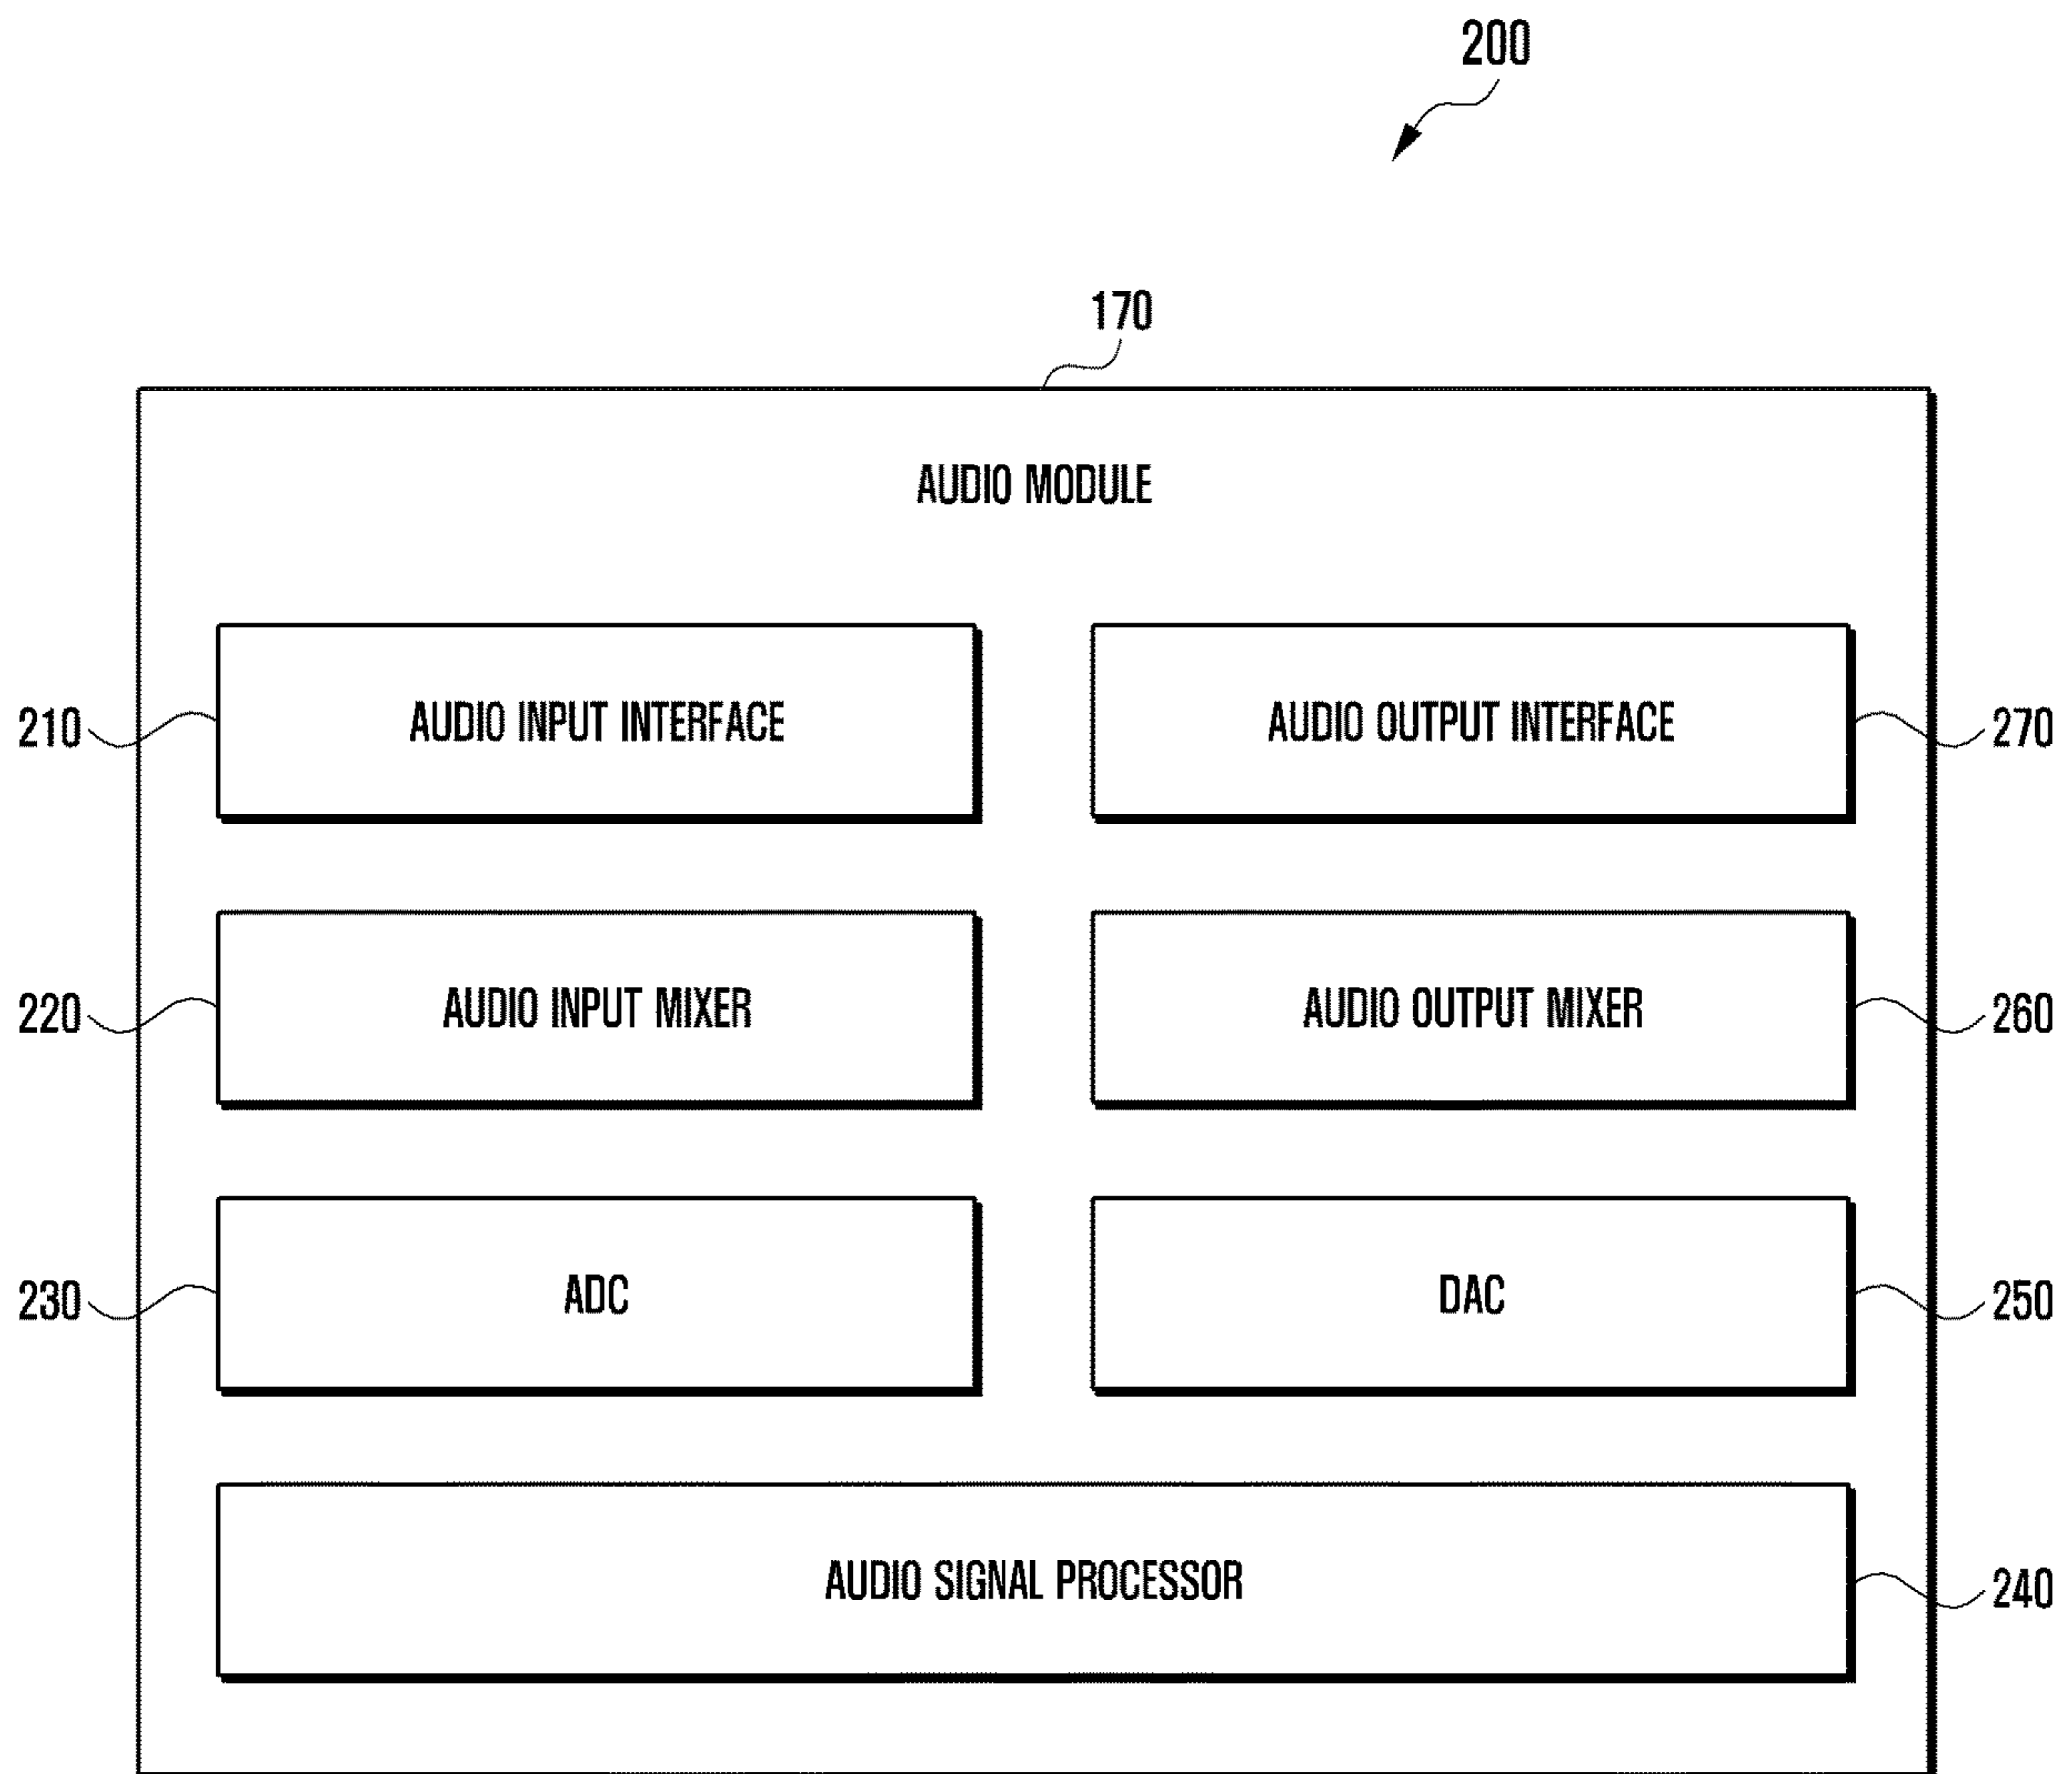 200
170
AUDIO MODULE
210 AUDIO INPUT INTERFACE AUDIO OUTPUT INTERFACE 270
220 AUDIO INPUT MIXER AUDIO OUTPUT MIXER 260
230 ADC DAC 250
AUDIO SIGNAL PROCESSOR 240